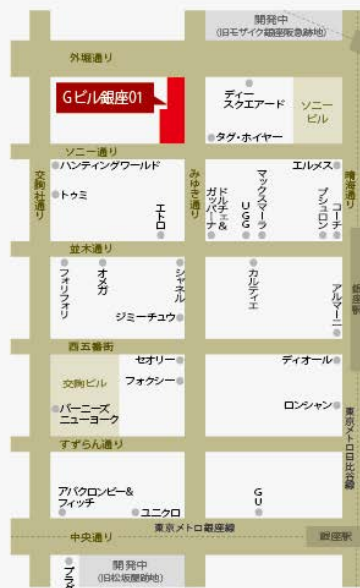 開発中
(旧モザイク銀座阪急跡地)
外堀通り
Gビル銀座01
ディー
スクエアード
ソニー
ビル
タグ・ホイヤー
ソニー通り
ハンティングワールド
エルメス
交詢社通り
トゥミ
エトロ
みゆき通り
ドルチェ&
ガッバーナ
UGG
マックスマーラ
ブシュロン
コーチ
晴海通り
並木通り
フォリフォリ
オメガ
シャネル
カルティエ
アルマーニ
銀座駅
ジミーチュウ
西五番街
セオリー
ディオール
交詢ビル
フォクシー
バーニーズ
ニューヨーク
ロンシャン
東京メトロ日比谷線
すずらん通り
アバクロンビー&
フィッチ
ユニクロ
GU
東京メトロ銀座線
中央通り
銀座駅
プラダ
開発中
(旧松坂屋跡地)